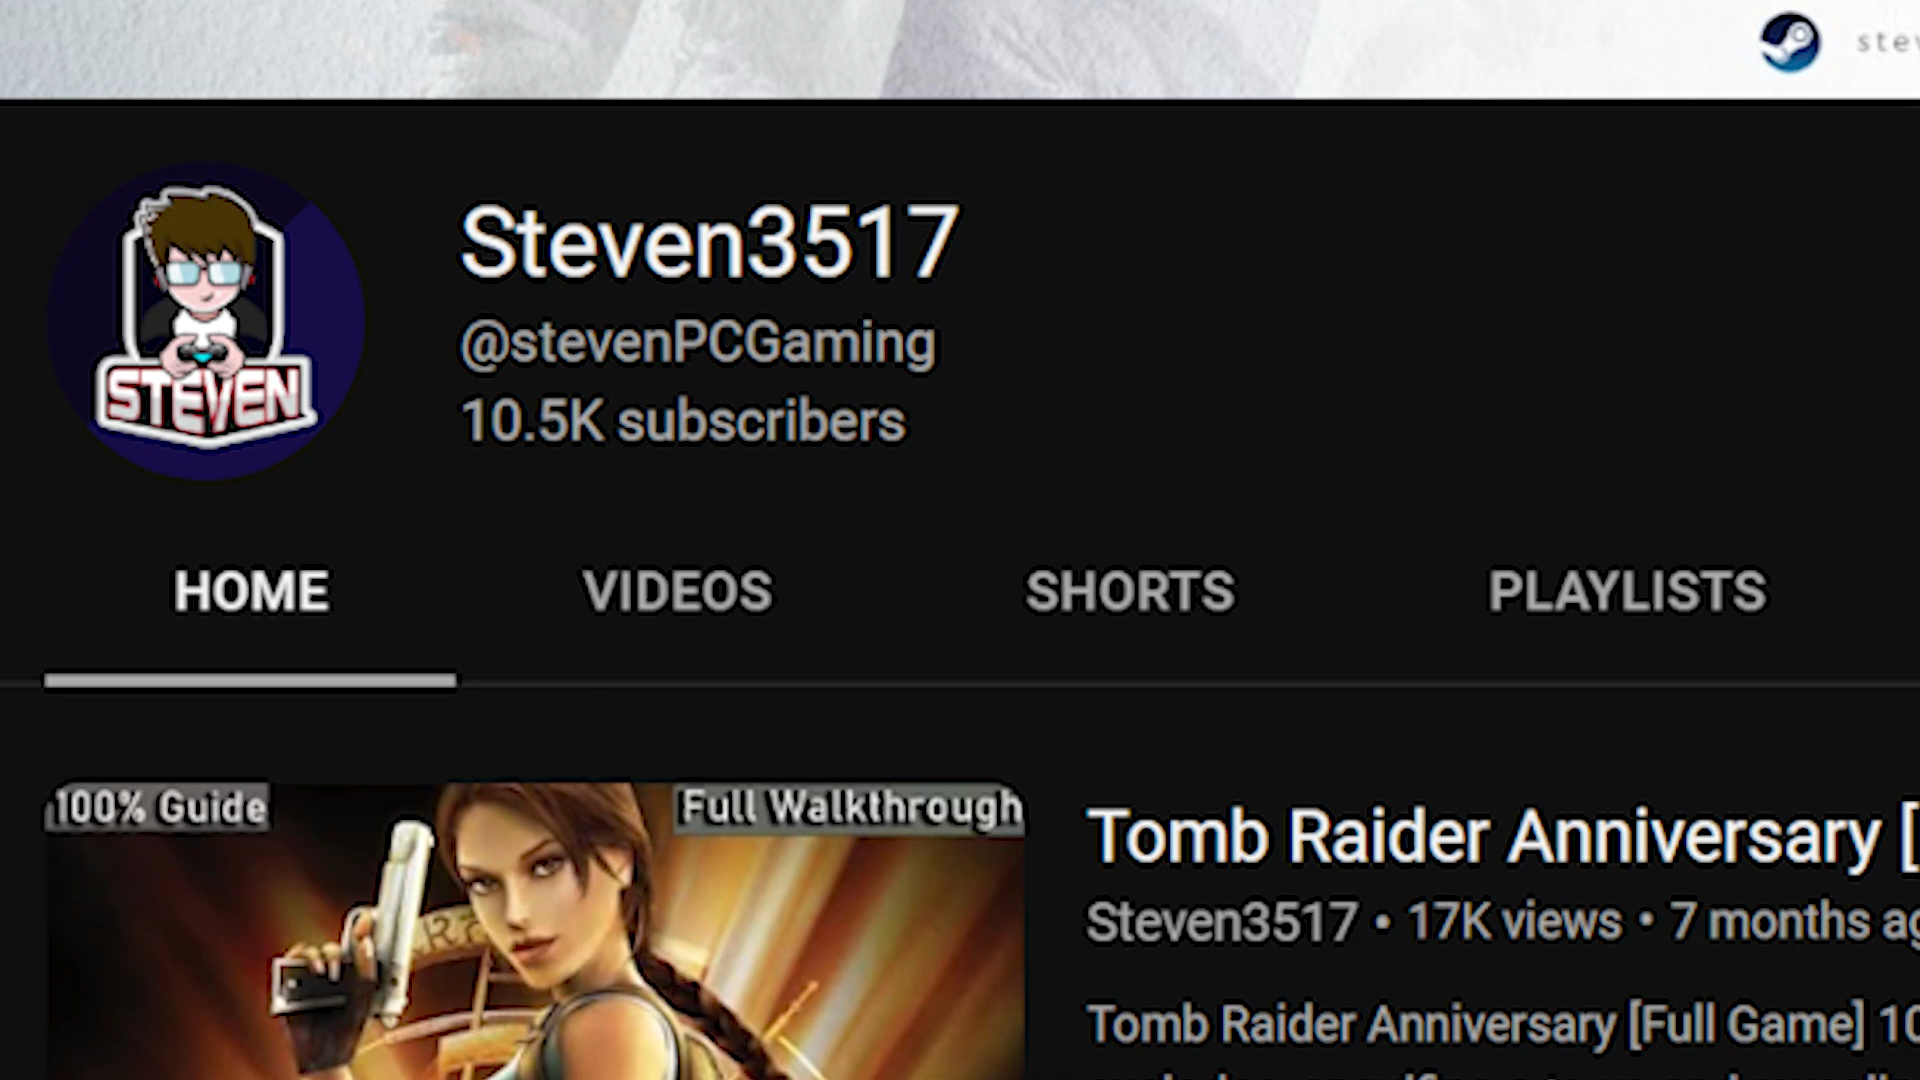 Steven3517
@stevenPCGaming
10.5K subscribers
STEVEN
HOME VIDEOS SHORTS PLAYLISTS
100% Guide
Full Walkthrough
Tomb Raider Anniversary [
Steven3517 • 17K views • 7 months
Tomb Raider Anniversary [Full Game]